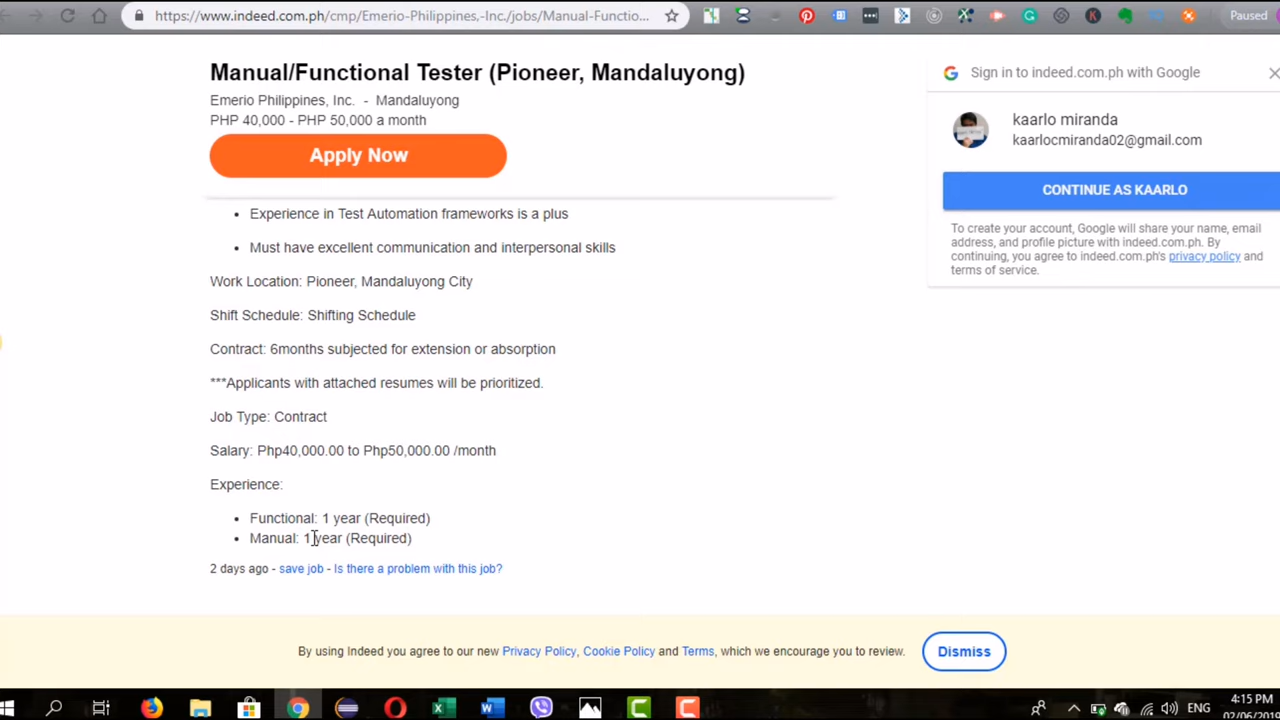 https://www.indeed.com.ph/cmp/Emerio-Philippines,-Inc./jobs/Manual-Functio...
Paused
Manual/Functional Tester (Pioneer, Mandaluyong)
Emerio Philippines, Inc. - Mandaluyong
PHP 40,000 - PHP 50,000 a month
Apply Now
Sign in to indeed.com.ph with Google
kaarlo miranda
kaarlocmiranda02@gmail.com
CONTINUE AS KAARLO
To create your account, Google will share your name, email
address, and profile picture with indeed.com.ph. By
continuing, you agree to indeed.com.ph's privacy policy and
terms of service.
• Experience in Test Automation frameworks is a plus
• Must have excellent communication and interpersonal skills
Work Location: Pioneer, Mandaluyong City
Shift Schedule: Shifting Schedule
Contract: 6months subjected for extension or absorption
***Applicants with attached resumes will be prioritized.
Job Type: Contract
Salary: Php40,000.00 to Php50,000.00 /month
Experience:
• Functional: 1 year (Required)
• Manual: 1 year (Required)
2 days ago - save job - Is there a problem with this job?
By using Indeed you agree to our new Privacy Policy, Cookie Policy and Terms, which we encourage you to review.
Dismiss
ENG
4:15 PM